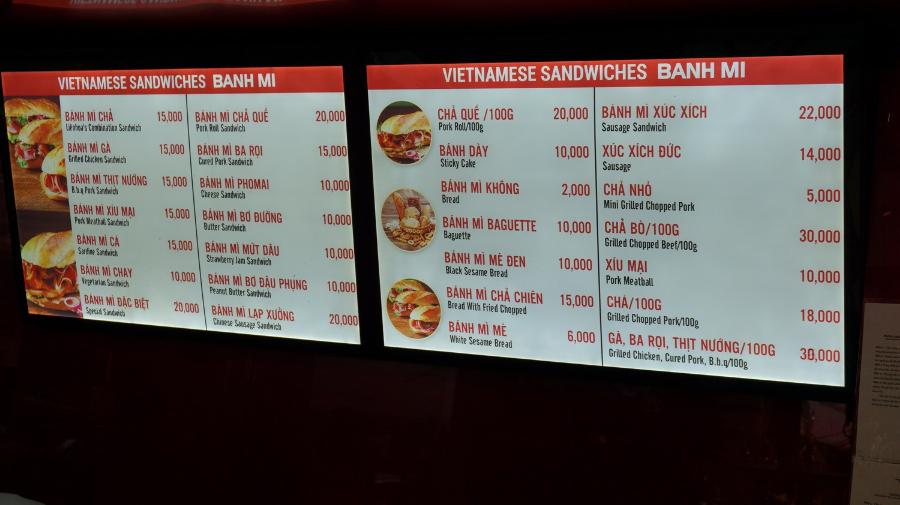 VIETNAMESE SANDWICHES BANH MI
BÁNH MÌ CHẢ 15,000
Combination Sandwich
BÁNH MÌ GÀ 15,000
Grilled Chicken Sandwich
BÁNH MÌ THỊT NƯỚNG 15,000
B.b.q Pork Sandwich
BÁNH MÌ XÍU MẠI 15,000
Pork Meatball Sandwich
BÁNH MÌ CÁ 15,000
Sardine Sandwich
BÁNH MÌ CHAY 10,000
Vegetarian Sandwich
BÁNH MÌ ĐẶC BIỆT 20,000
Special Sandwich
BÁNH MÌ CHẢ QUẾ 20,000
Pork Roll Sandwich
BÁNH MÌ BA RỌI 15,000
Cured Pork Sandwich
BÁNH MÌ PHOMAI 10,000
Cheese Sandwich
BÁNH MÌ BƠ ĐƯỜNG 10,000
Butter Sandwich
BÁNH MÌ MỨT DÂU 10,000
Strawberry Jam Sandwich
BÁNH MÌ BƠ ĐẬU PHỤNG 10,000
Peanut Butter Sandwich
BÁNH MÌ LẠP XƯỞNG 20,000
Chinese Sausage Sandwich
VIETNAMESE SANDWICHES BANH MI
CHẢ QUẾ /100G 20,000
Pork Roll/100g
BÁNH DÀY 10,000
Sticky Cake
BÁNH MÌ KHÔNG 2,000
Bread
BÁNH MÌ BAGUETTE 10,000
Baguette
BÁNH MÌ MÈ ĐEN 10,000
Black Sesame Bread
BÁNH MÌ CHẢ CHIÊN 15,000
Bread With Fried Chopped
BÁNH MÌ MÈ 6,000
White Sesame Bread
BÁNH MÌ XÚC XÍCH 22,000
Sausage Sandwich
XÚC XÍCH ĐỨC 14,000
Sausage
CHẢ NHỎ 5,000
Mini Grilled Chopped Pork
CHẢ BÒ/100G 30,000
Grilled Chopped Beef/100g
XÍU MẠI 10,000
Pork Meatball
CHẢ/100G 18,000
Grilled Chopped Pork/100g
GÀ, BA RỌI, THỊT NƯỚNG/100G 30,000
Grilled Chicken, Cured Pork, B.b.q/100g